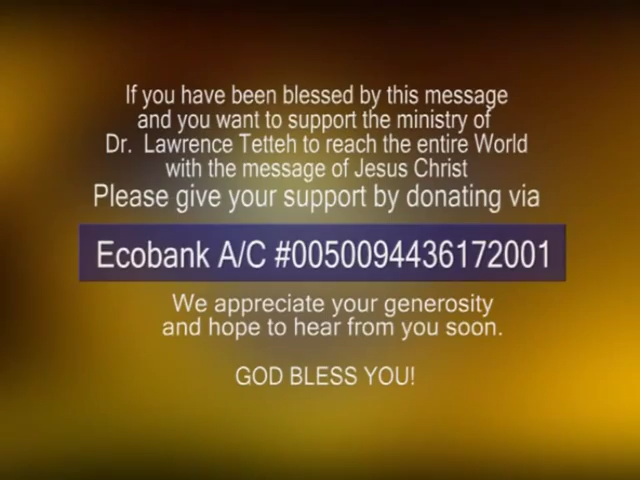 If you have been blessed by this message
and you want to support the ministry of
Dr. Lawrence Tetteh to reach the entire World
with the message of Jesus Christ
Please give your support by donating via
Ecobank A/C #0050094436172001
We appreciate your generosity
and hope to hear from you soon.
GOD BLESS YOU!